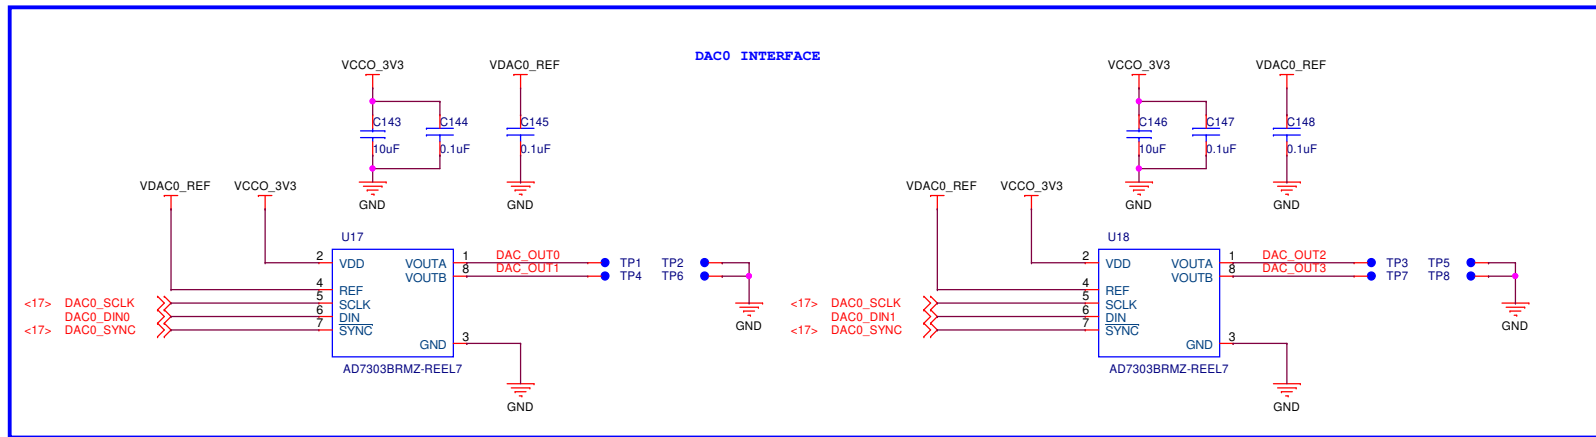 DAC0 INTERFACE
VCCO_3V3 VDAC0_REF VCCO_3V3 VDAC0_REF
C143 C144 C145 C146 C147 C148
10uF 0.1uF 0.1uF 10uF 0.1uF 0.1uF
VDAC0_REF VCCO_3V3 VDAC0_REF VCCO_3V3
GND GND GND GND
U17 U18
2 VDD VOUTA 1 DAC_OUT0 TP1 TP2 2 VDD VOUTA 1 DAC_OUT2 TP3 TP5
VOUTB 8 DAC_OUT1 TP4 TP6 VOUTB 8 DAC_OUT3 TP7 TP8
4 REF 4 REF
<17> DAC0_SCLK 5 SCLK <17> DAC0_SCLK 5 SCLK
DAC0_DIN0 6 DIN DAC0_DIN1 6 DIN
<17> DAC0_SYNC 7 SYNC GND <17> DAC0_SYNC 7 SYNC GND
GND 3 GND 3
AD7303BRMZ-REEL7 AD7303BRMZ-REEL7
GND GND